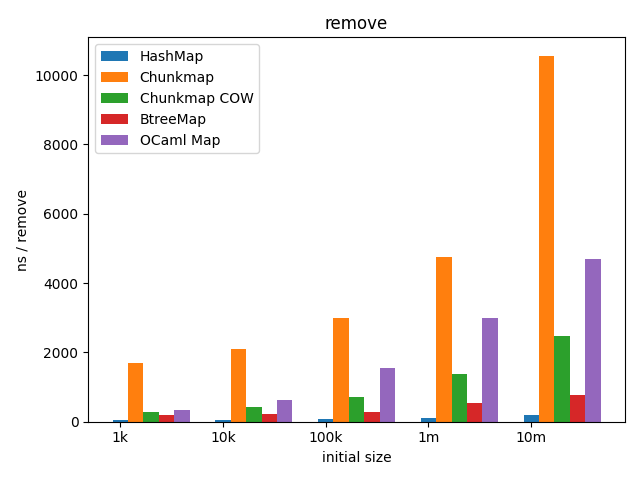 remove
HashMap
Chunkmap
Chunkmap COW
BtreeMap
OCaml Map
10000
8000
6000
4000
2000
0
ns / remove
1k 10k 100k 1m 10m
initial size